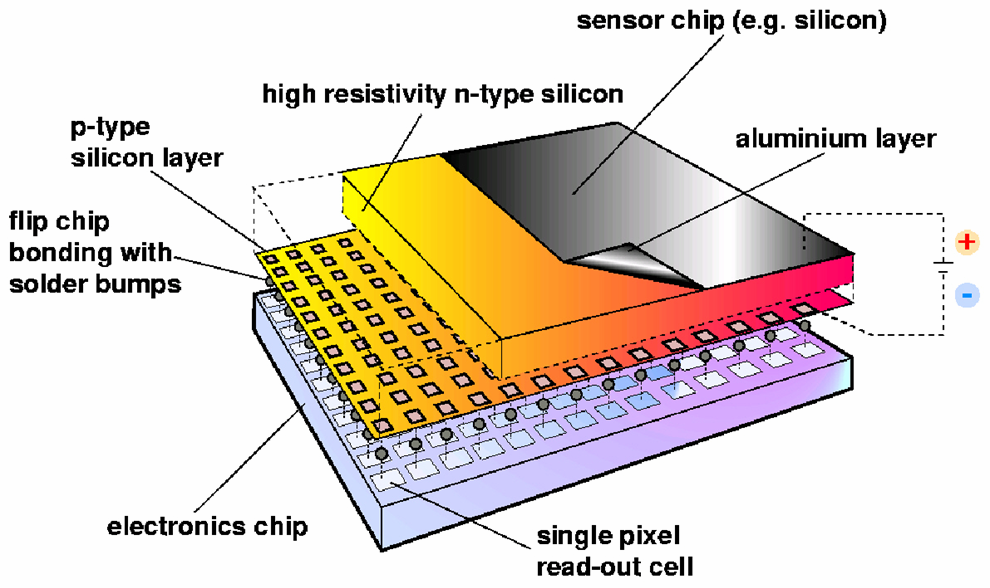 sensor chip (e.g. silicon)
high resistivity n-type silicon
p-type
silicon layer
aluminium layer
flip chip
bonding with
solder bumps
+
-
electronics chip
single pixel
read-out cell